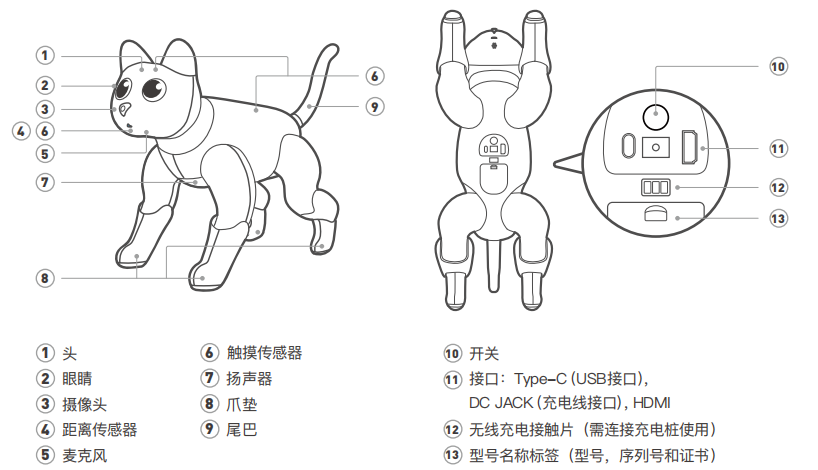 1
2
3
4 6
5
7
8
6
9
10
11
12
13
1 头
2 眼睛
3 摄像头
4 距离传感器
5 麦克风
6 触摸传感器
7 扬声器
8 爪垫
9 尾巴
10 开关
11 接口：Type-C (USB接口),
DC JACK (充电线接口), HDMI
12 无线充电接触片（需连接充电桩使用）
13 型号名称标签（型号，序列号和证书）